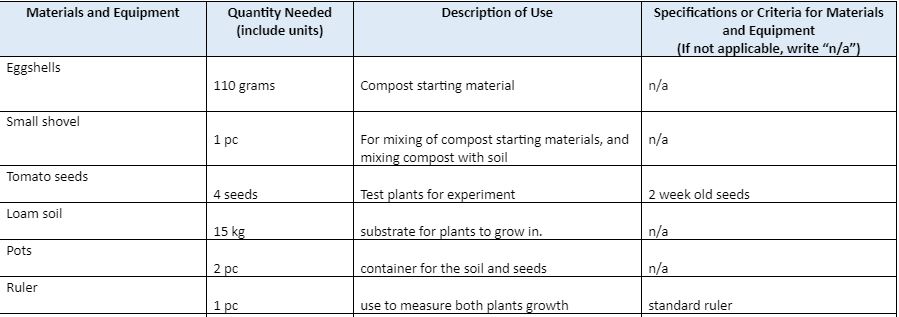 Materials and Equipment
Quantity Needed
(include units)
Description of Use
Specifications or Criteria for Materials
and Equipment
(If not applicable, write “n/a”)
Eggshells
110 grams
Compost starting material
n/a
Small shovel
1 pc
For mixing of compost starting materials, and
mixing compost with soil
n/a
Tomato seeds
4 seeds
Test plants for experiment
2 week old seeds
Loam soil
15 kg
substrate for plants to grow in.
n/a
Pots
2 pc
container for the soil and seeds
n/a
Ruler
1 pc
use to measure both plants growth
standard ruler